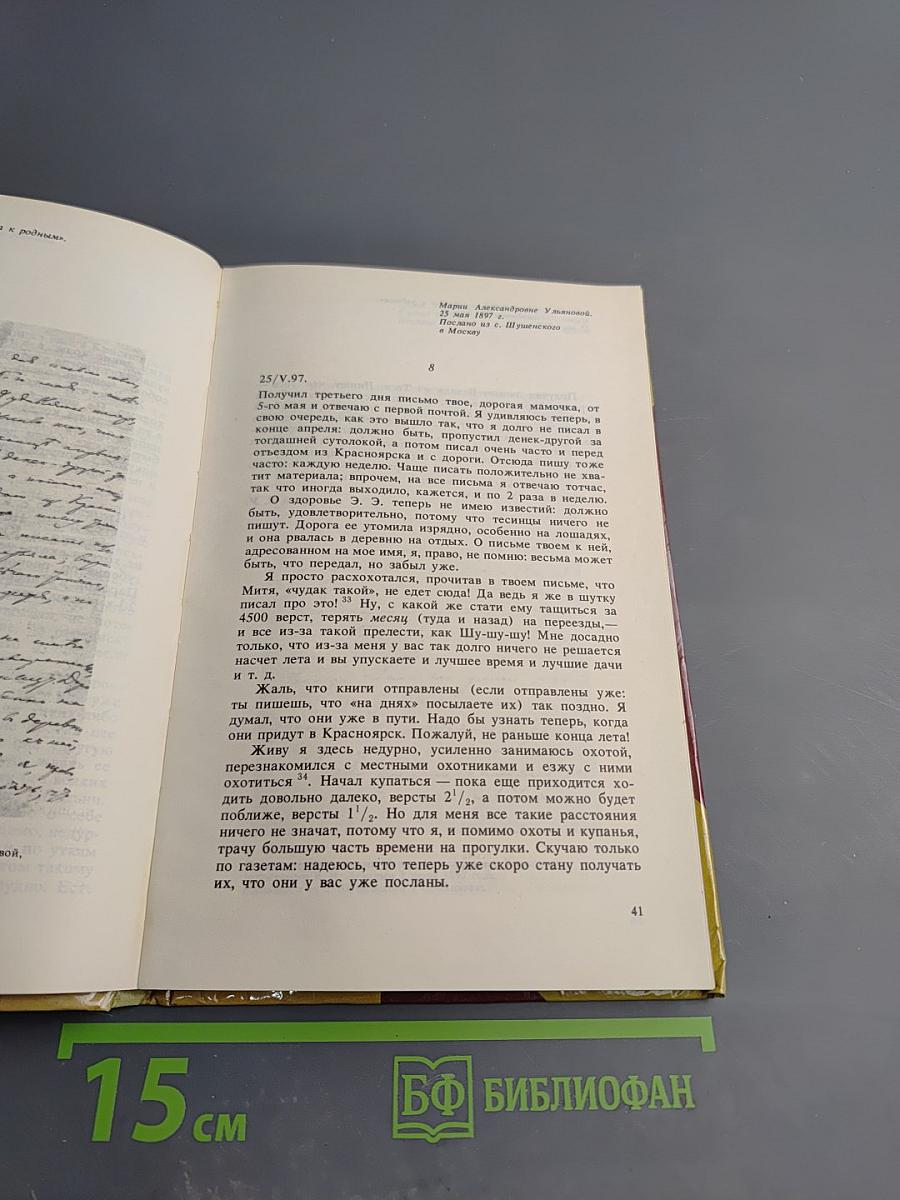 к родным».
Марии Александровне Ульяновой.
25 мая 1897 г.
Послано из с. Шушенского
в Москву
8
25/V.97.
Получил третьего дня письмо твое, дорогая мамочка, от
5-го мая и отвечаю с первой почтой. Я удивляюсь теперь, в
свою очередь, как это вышло так, что я долго не писал в
конце апреля: должно быть, пропустил денек-другой за
тогдашней сутолокой, а потом писал очень часто и перед
отъездом из Красноярска и с дороги. Отсюда пишу тоже
часто: каждую неделю. Чаще писать положительно не хва-
тит материала; впрочем, на все письма я отвечаю тотчас,
так что иногда выходило, кажется, и по 2 раза в неделю.
О здоровье Э. Э. теперь не имею известий: должно
быть, удовлетворительно, потому что тесинцы ничего не
пишут. Дорога ее утомила изрядно, особенно на лошадях,
и она рвалась в деревню на отдых. О письме твоем к ней,
адресованном на мое имя, я, право, не помню: весьма может
быть, что передал, но забыл уже.
Я просто расхохотался, прочитав в твоем письме, что
Митя, «чудак такой», не едет сюда! Да ведь я же в шутку
писал про это! 33 Ну, с какой же стати ему тащиться за
4500 верст, терять месяц (туда и назад) на переезды,—
и все из-за такой прелести, как Шу-шу-шу! Мне досадно
только, что из-за меня у вас так долго ничего не решается
насчет лета и вы упускаете и лучшее время и лучшие дачи
и т. д.
Жаль, что книги отправлены (если отправлены уже:
ты пишешь, что «на днях» посылаете их) так поздно. Я
думал, что они уже в пути. Надо бы узнать теперь, когда
они придут в Красноярск. Пожалуй, не раньше конца лета!
Живу я здесь недурно, усиленно занимаюсь охотой,
перезнакомился с местными охотниками и езжу с ними
охотиться 34. Начал купаться — пока еще приходится хо-
дить довольно далеко, версты 2 1/2, а потом можно будет
поближе, версты 1 1/2. Но для меня все такие расстояния
ничего не значат, потому что я, и помимо охоты и купанья,
трачу большую часть времени на прогулки. Скучаю только
по газетам: надеюсь, что теперь уже скоро стану получать
их, что они у вас уже посланы.
41
15 см
БФ БИБЛИОФАН